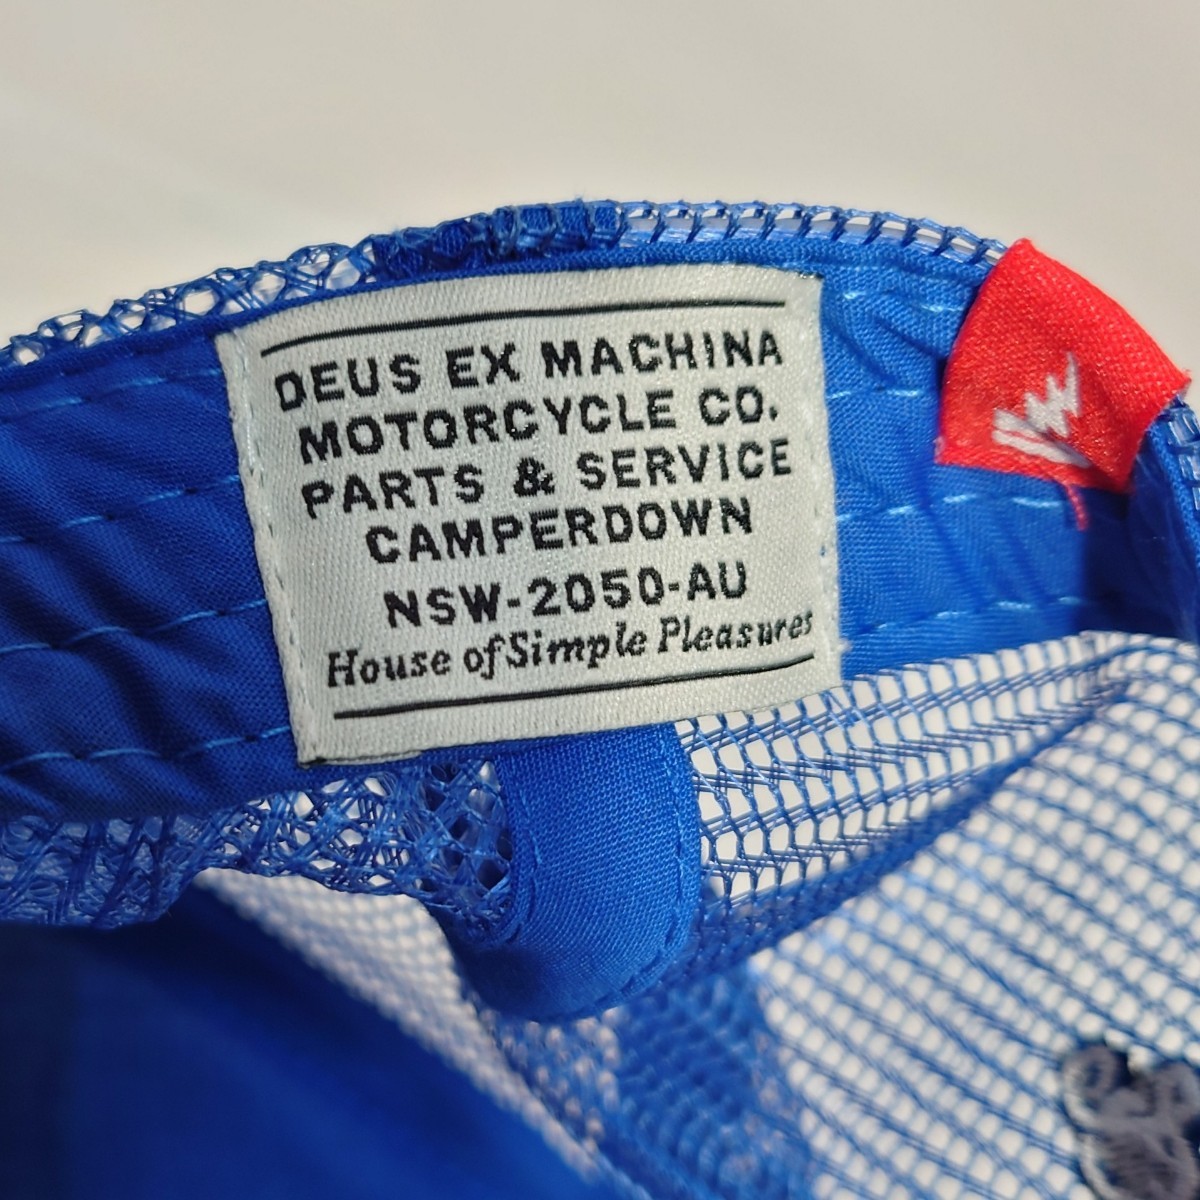 DEUS EX MACHINA
MOTORCYCLE CO.
PARTS & SERVICE
CAMPERDOWN
NSW-2050-AU
House of Simple Pleasures